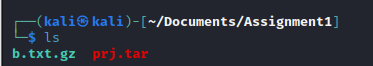 ┌──(kali㉿kali)-[~/Documents/Assignment1]
└─$ ls
b.txt.gz  prj.tar